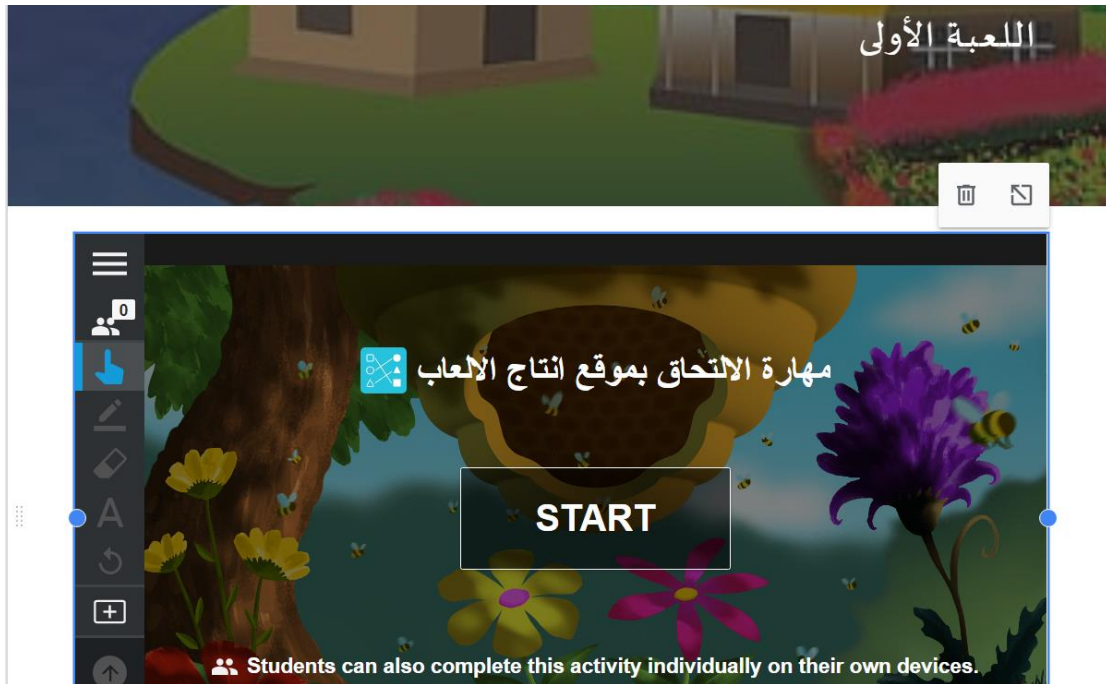 اللعبة الأولى
0
مهارة الالتحاق بموقع انتاج الالعاب
A
START
Students can also complete this activity individually on their own devices.